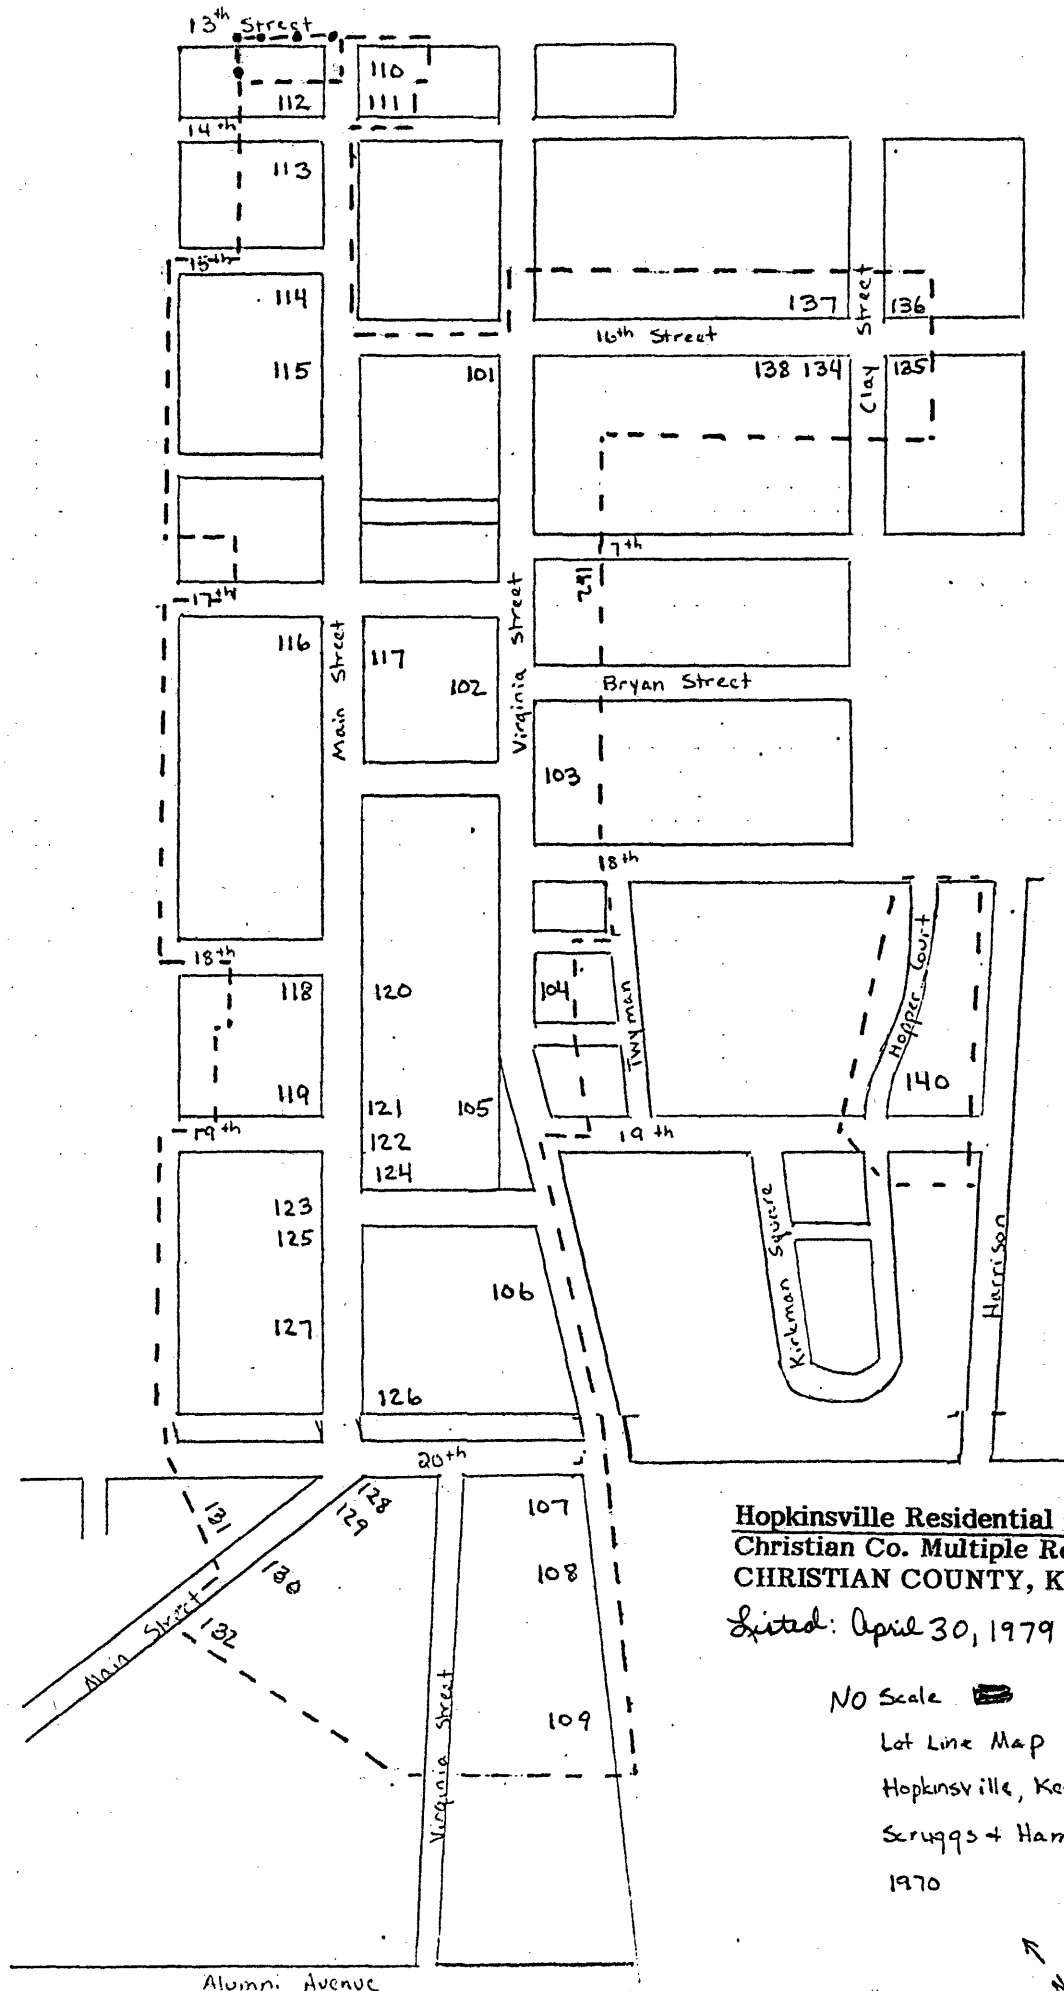 13th Street
110
112
111
14th
113
15th
114
137
136
16th Street
115
101
138 134
135
Clay Street
17th
7th
291
116
117
102
Main Street
Virginia Street
Bryan Street
103
18th
18th
118
120
104
Twyman
Hopper Court
140
119
121
105
122
124
19th
19th
123
125
106
127
126
Kirkman Square
Harrison
20th
128
129
131
130
132
107
108
109
Main Street
Virginia Street
Alumni Avenue
Hopkinsville Residential
Christian Co. Multiple Re
CHRISTIAN COUNTY, K
Listed: April 30, 1979
NO Scale
Lot Line Map
Hopkinsville, Ke
Scruggs + Ham
1970
N